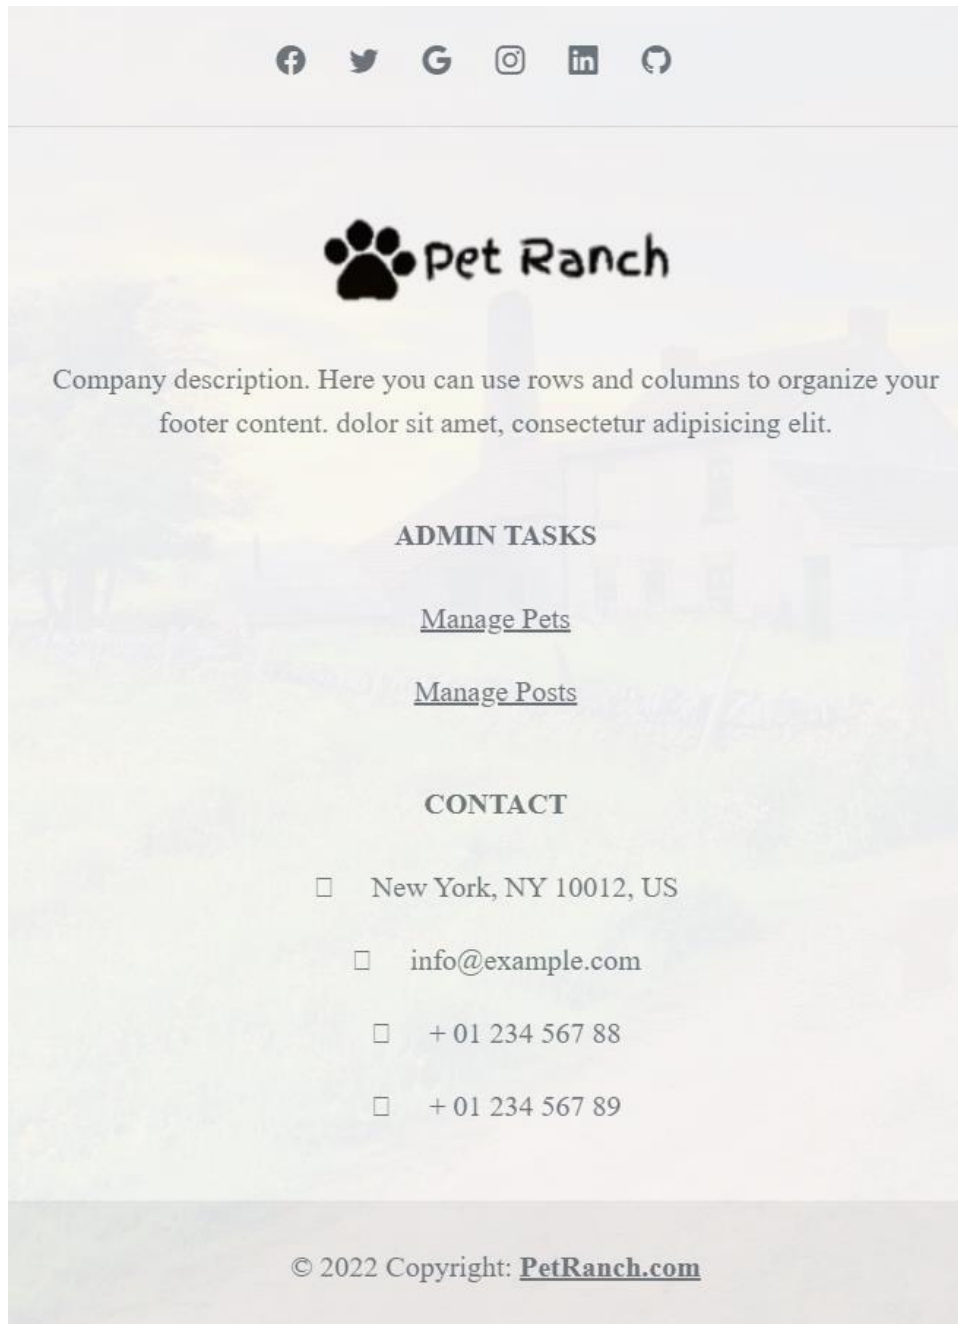 Pet Ranch
Company description. Here you can use rows and columns to organize your
footer content. dolor sit amet, consectetur adipisicing elit.
ADMIN TASKS
Manage Pets
Manage Posts
CONTACT
New York, NY 10012, US
info@example.com
+ 01 234 567 88
+ 01 234 567 89
© 2022 Copyright: PetRanch.com